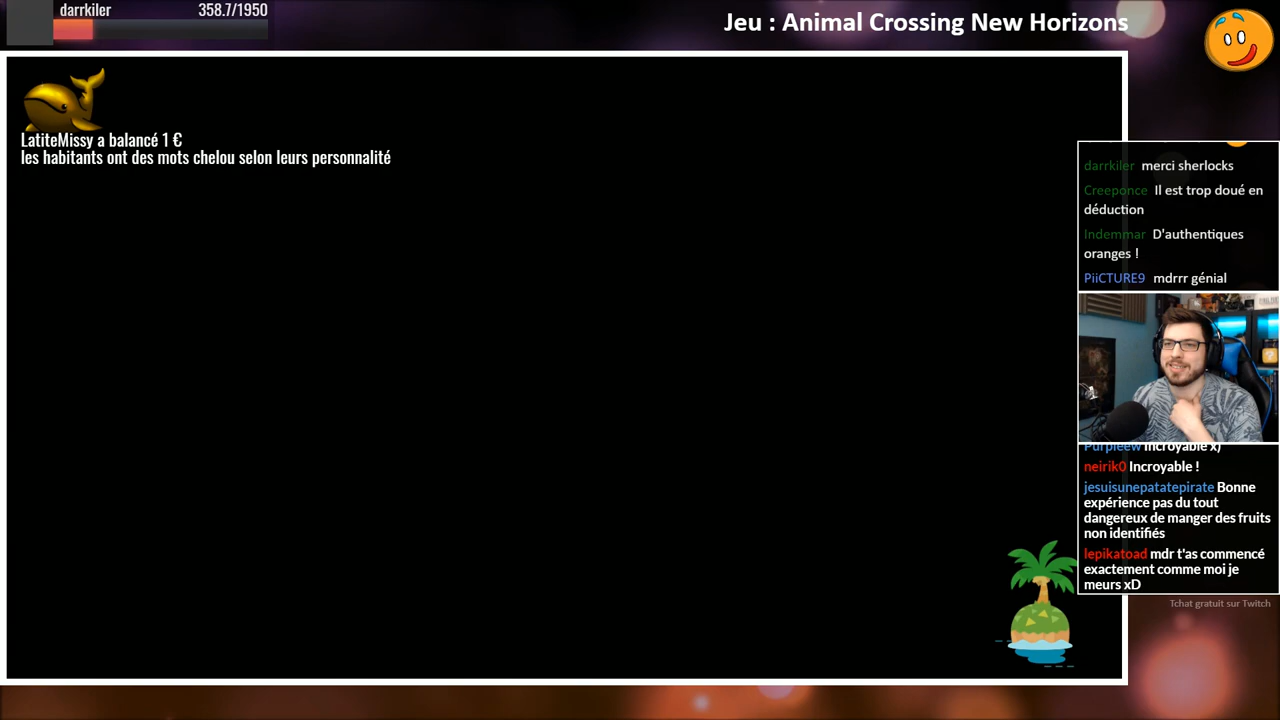 darrkiler 358.7/1950
Jeu : Animal Crossing New Horizons
LatiteMissy a balancé 1 €
les habitants ont des mots chelou selon leurs personnalité
darrkiler merci sherlocks
Creeponce Il est trop doué en
déduction
Indemmar D'authentiques
oranges !
PiiCTURE9 mdrrr génial
Purpleew Incroyable x)
neirik0 Incroyable !
jesuisunepatatepirate Bonne
expérience pas du tout
dangereux de manger des fruits
non identifiés
lepikatoad mdr t'as commencé
exactement comme moi je
meurs xD
Tchat gratuit sur Twitch